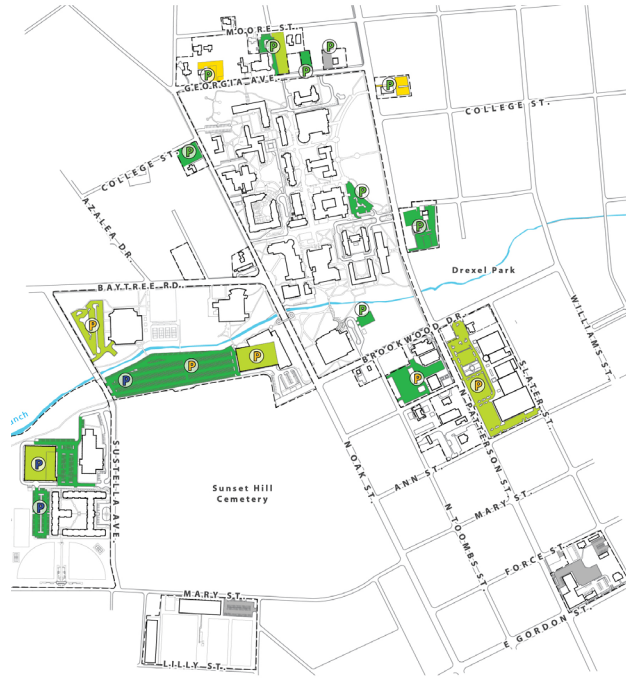 MOORE ST.
P
P
P
P
GEORGIA AVE.
P
COLLEGE ST.
COLLEGE ST.
P
AZALEA DR.
P
P
Drexel Park
BAYTREE RD.
WILLIAMS ST.
P
P
BROOKWOOD DR.
P
P
P
P
P
SLATER ST.
N PATTERSON ST.
SUSTELLA AVE.
N OAK ST.
ANN ST.
P
Sunset Hill
Cemetery
MARY ST.
P
N TOOMBS ST
FORCE ST.
MARY ST.
E GORDON ST.
LILLY ST.